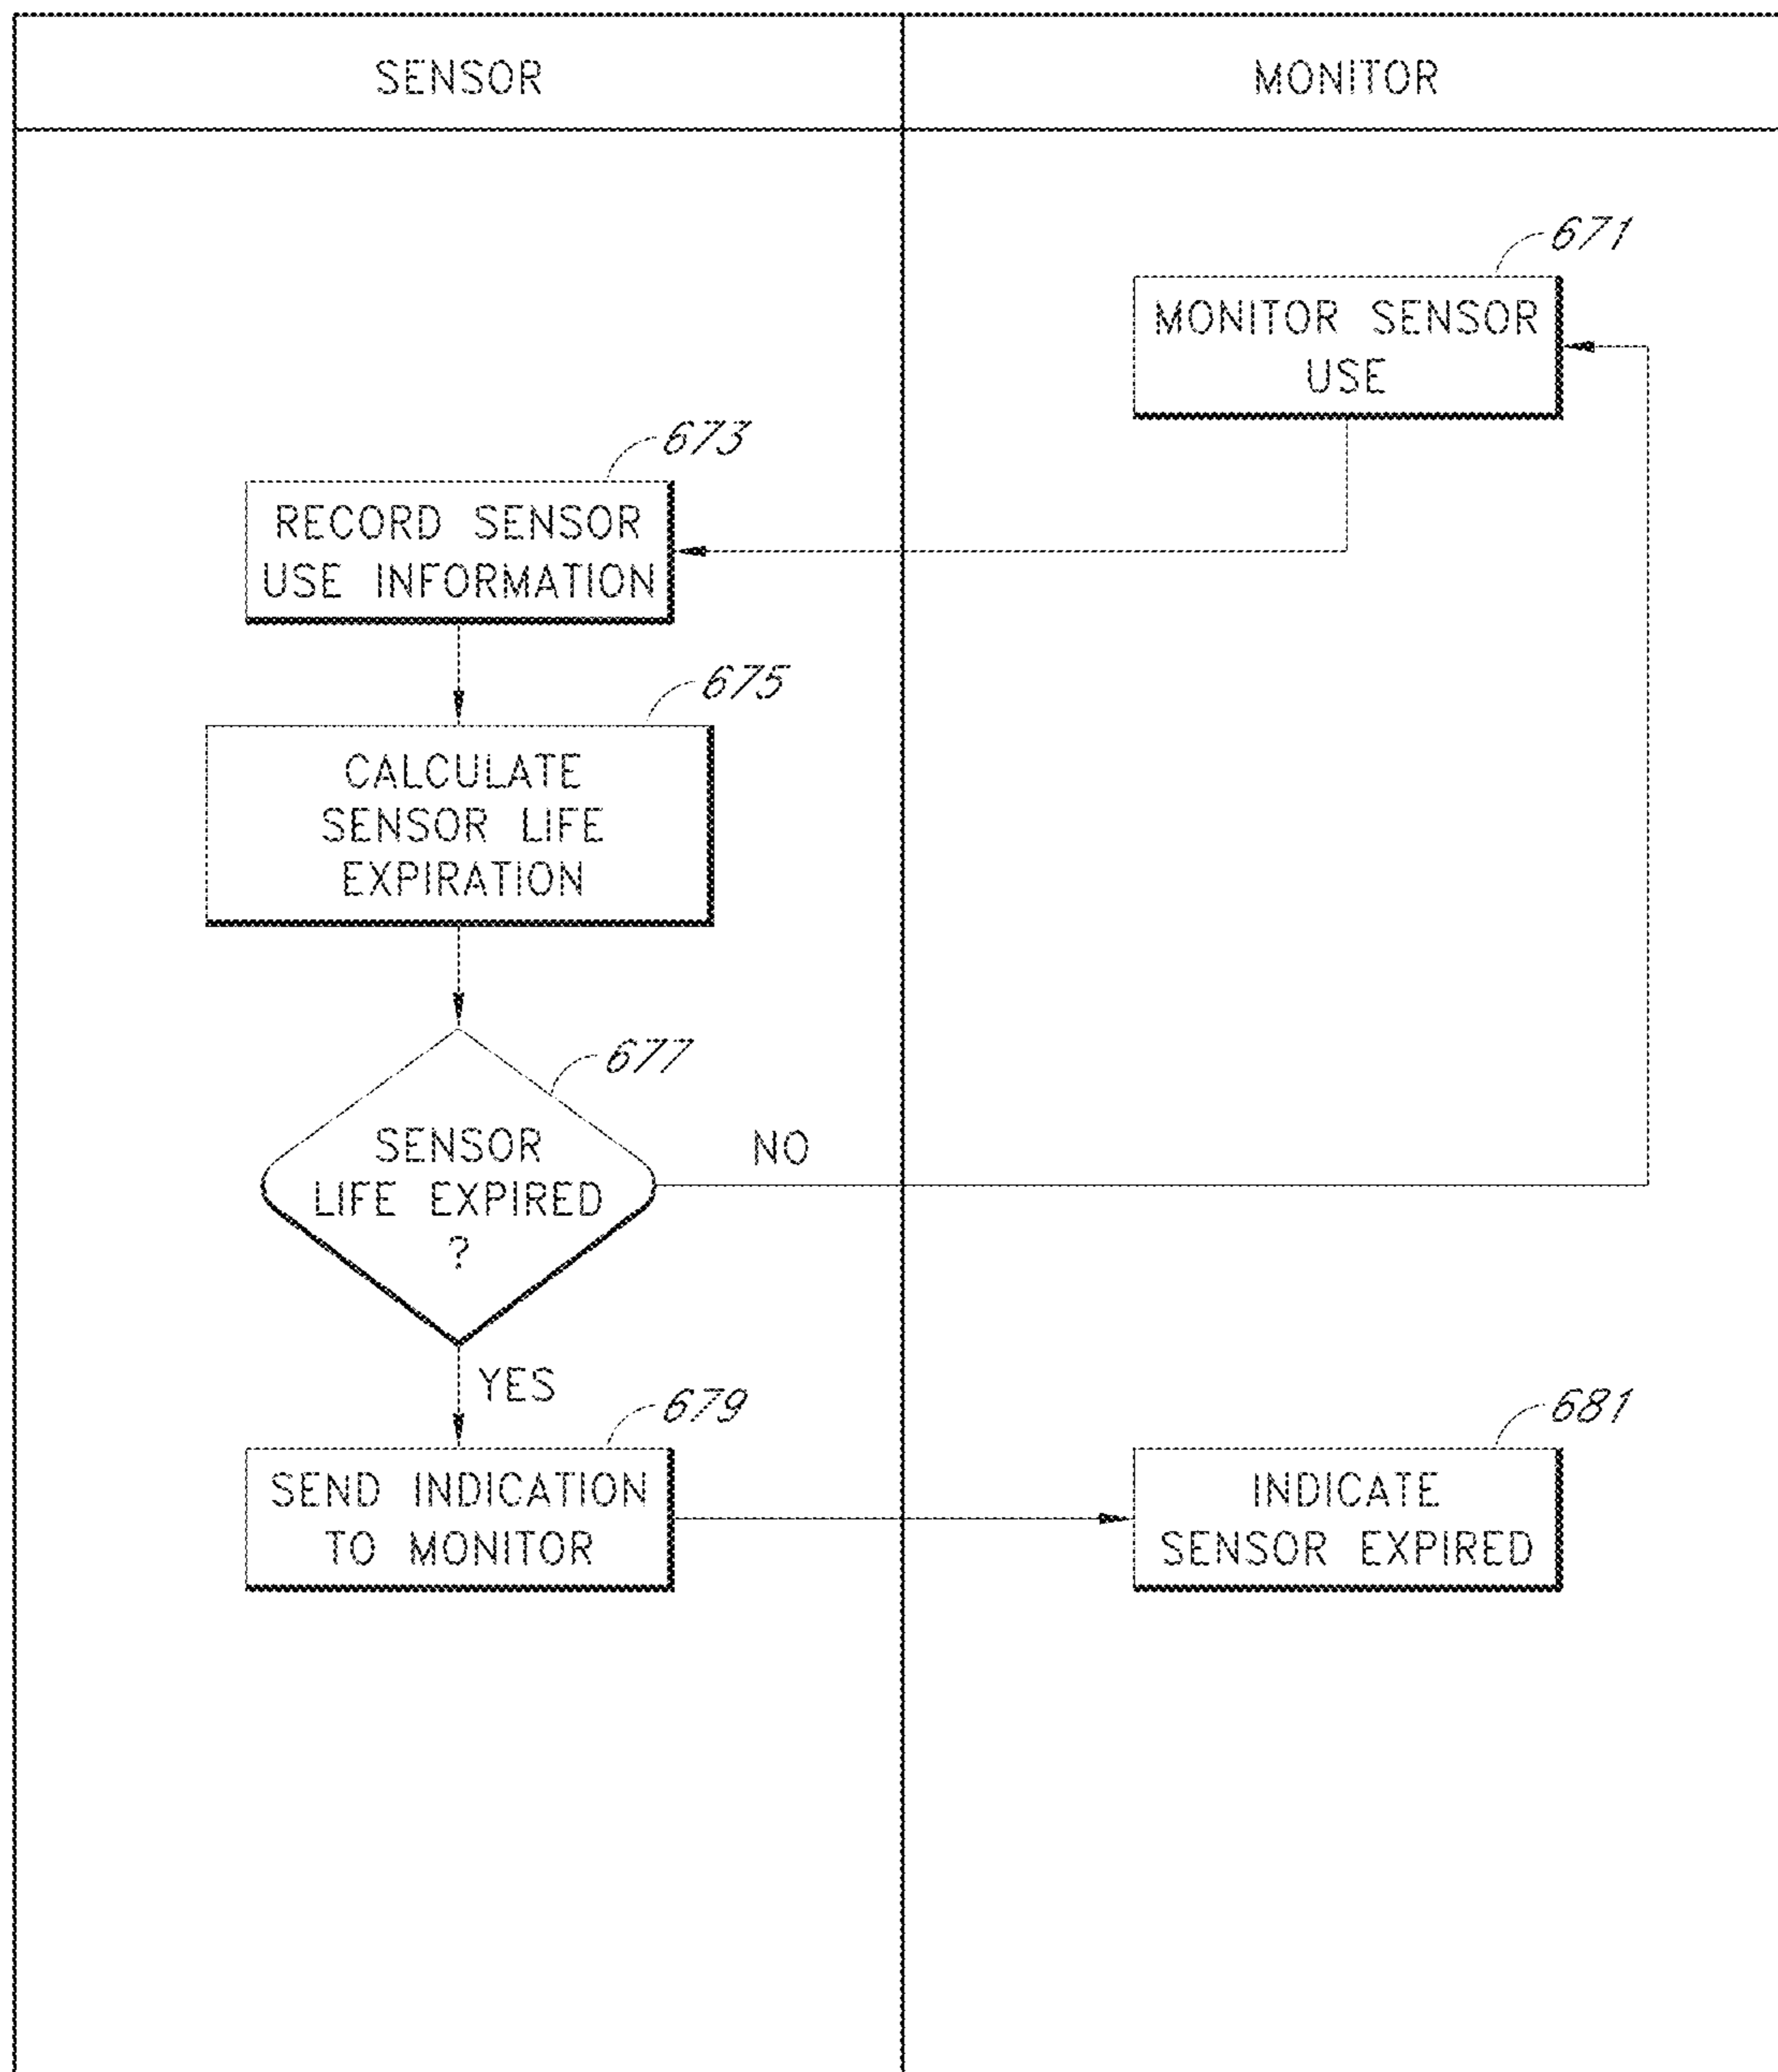 SENSOR
MONITOR
671
MONITOR SENSOR
USE
673
RECORD SENSOR
USE INFORMATION
675
CALCULATE
SENSOR LIFE
EXPIRATION
677
SENSOR
LIFE EXPIRED
?
NO
YES
679
SEND INDICATION
TO MONITOR
681
INDICATE
SENSOR EXPIRED